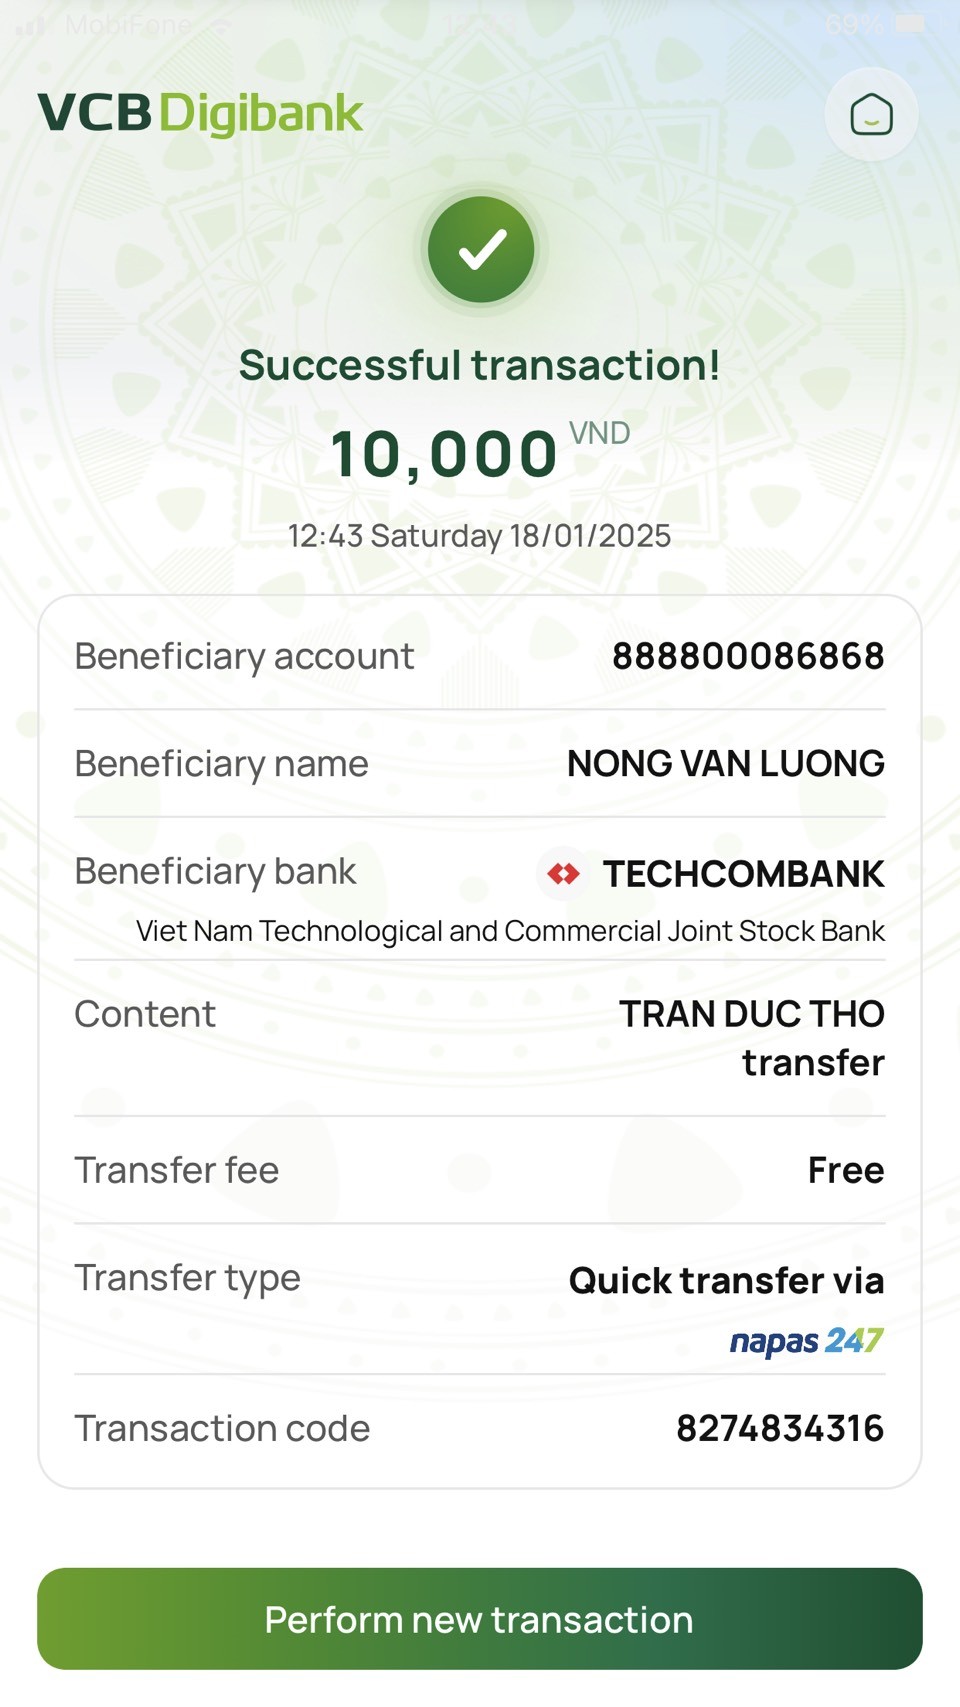 MobiFone
69%
VCB Digibank
Successful transaction!
10,000 VND
12:43 Saturday 18/01/2025
Beneficiary account 888800086868
Beneficiary name NONG VAN LUONG
Beneficiary bank TECHCOMBANK
Viet Nam Technological and Commercial Joint Stock Bank
Content TRAN DUC THO
transfer
Transfer fee Free
Transfer type Quick transfer via
napas 247
Transaction code 8274834316
Perform new transaction